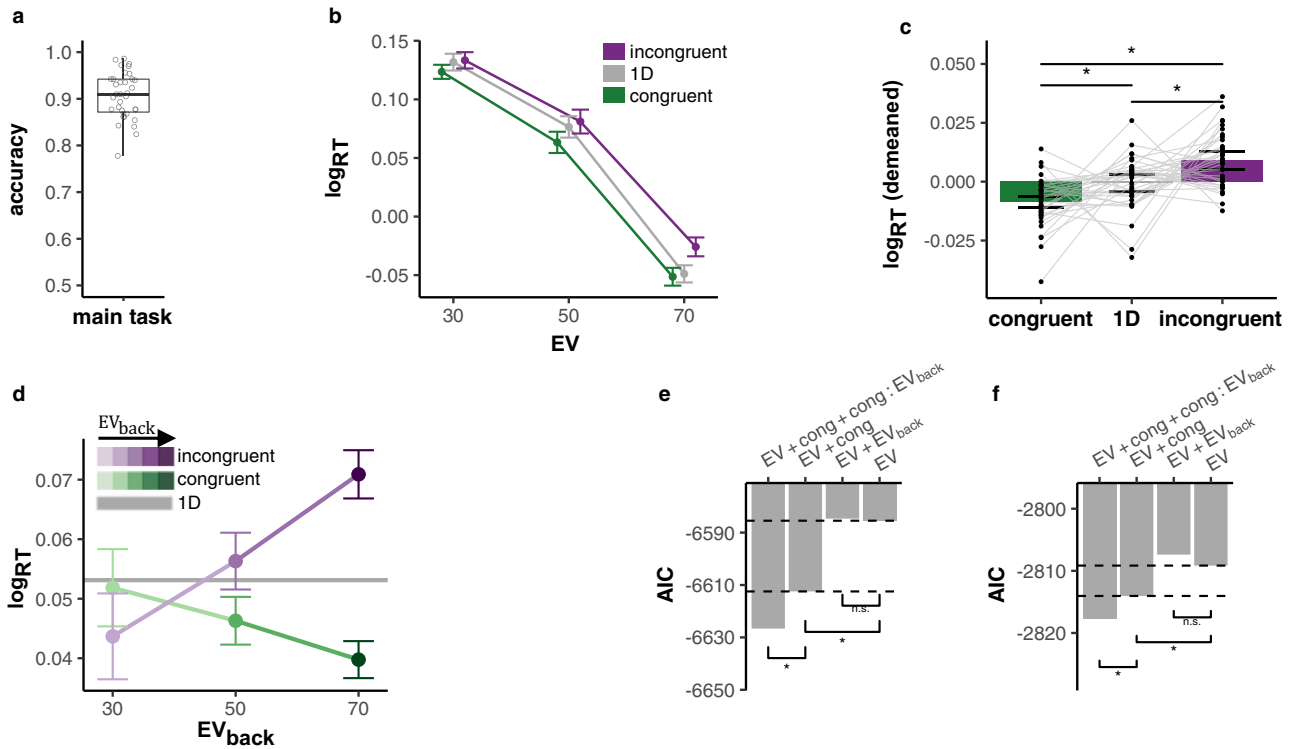 a
1.0
0.9
0.8
0.7
0.6
0.5
accuracy
main task
b
0.15
0.10
0.05
0.00
-0.05
logRT
30 50 70
EV
incongruent
1D
congruent
c
0.050
0.025
0.000
-0.025
logRT (demeaned)
* * *
congruent 1D incongruent
d
EVback
incongruent
congruent
1D
0.07
0.06
0.05
0.04
logRT
30 50 70
EVback
e
EV + cong + cong : EVback
EV + cong
EV + EVback
EV
-6590
-6610
-6630
-6650
AIC
n.s.
*
*
f
EV + cong + cong : EVback
EV + cong
EV + EVback
EV
-2800
-2810
-2820
AIC
n.s.
*
*